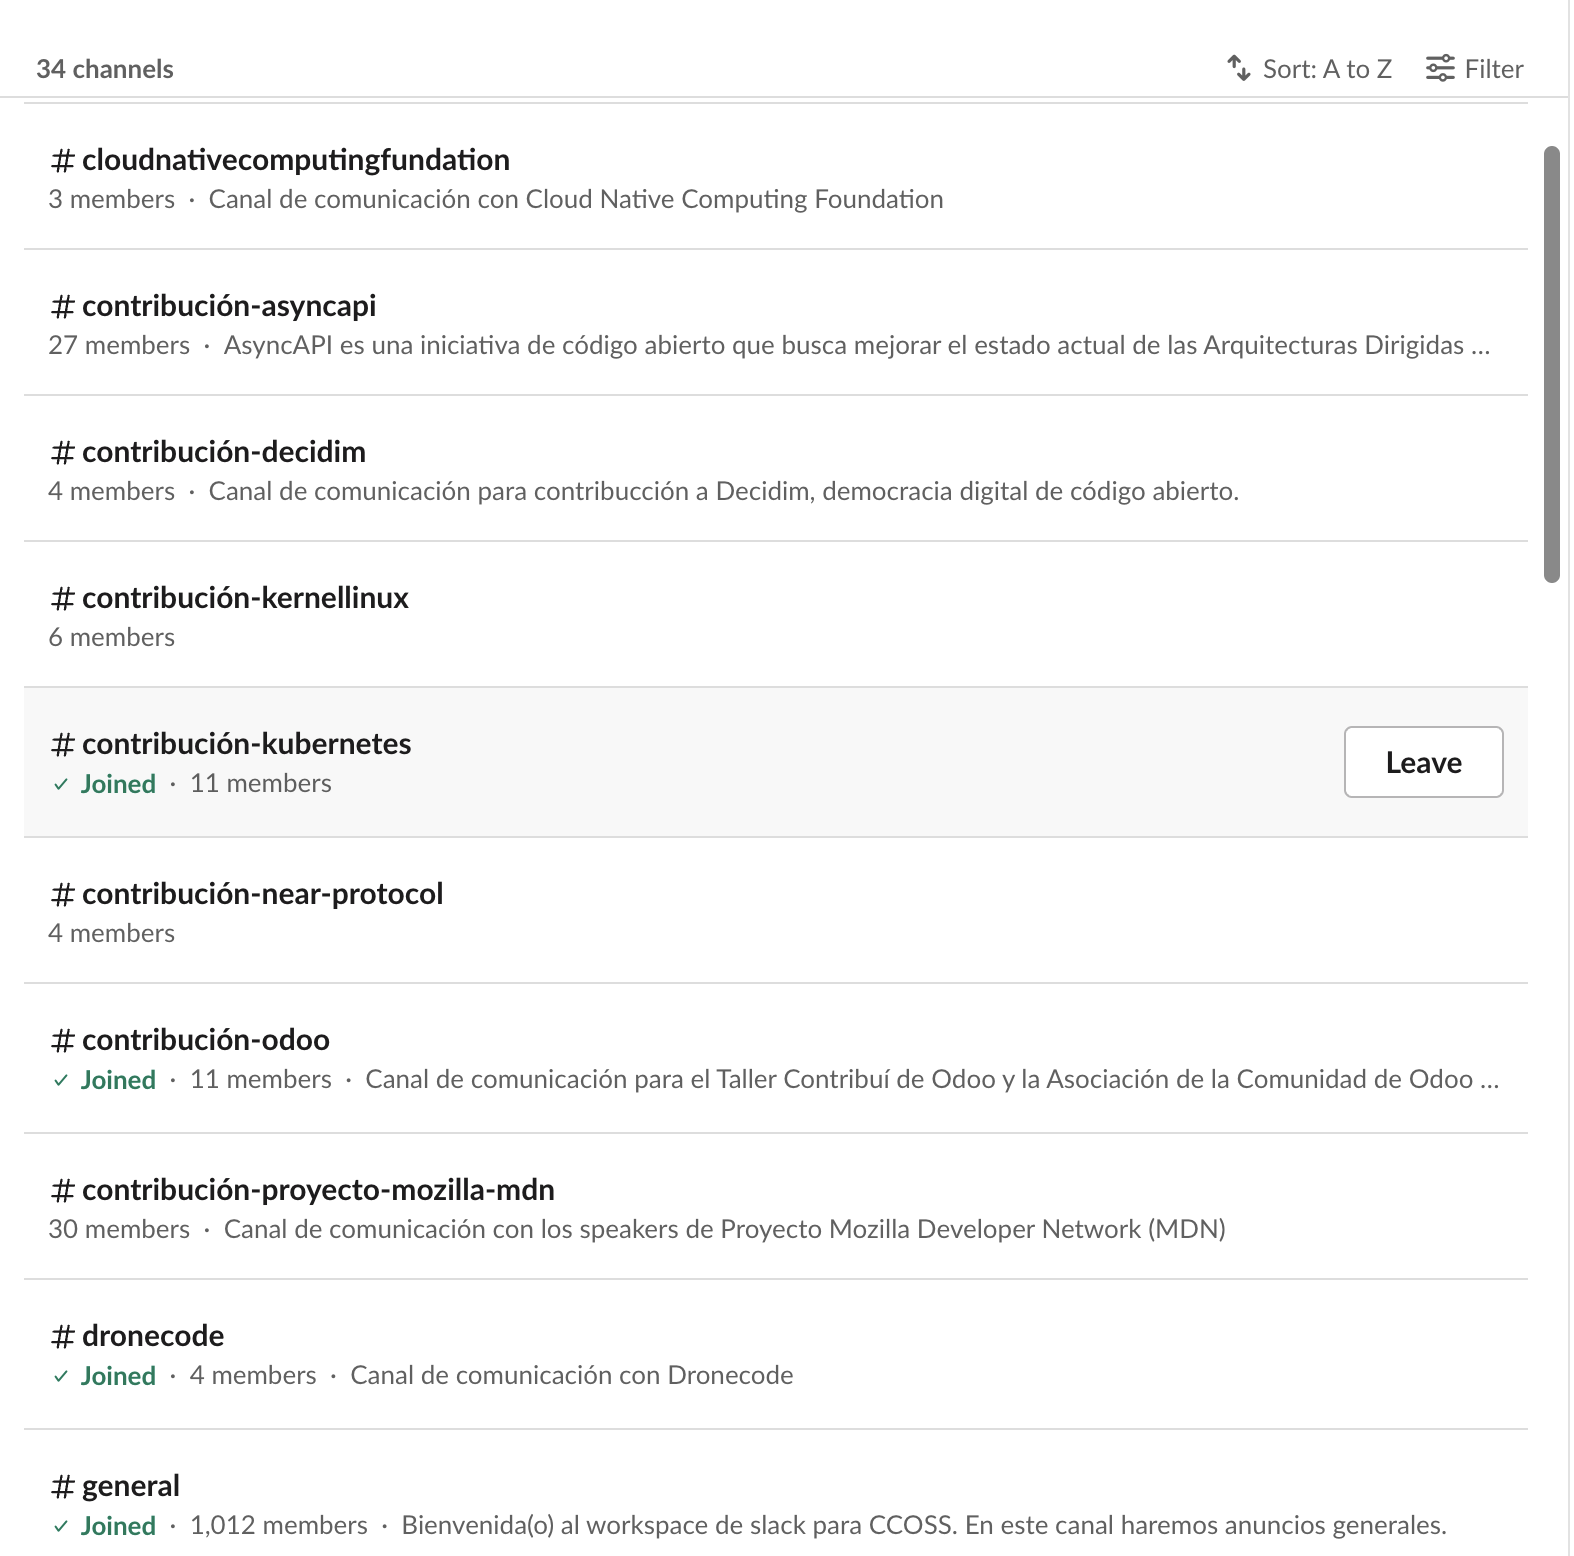 34 channels Sort: A to Z Filter
# cloudnativecomputingfundation
3 members · Canal de comunicación con Cloud Native Computing Foundation
# contribución-asyncapi
27 members · AsyncAPI es una iniciativa de código abierto que busca mejorar el estado actual de las Arquitecturas Dirigidas ...
# contribución-decidim
4 members · Canal de comunicación para contribucción a Decidim, democracia digital de código abierto.
# contribución-kernellinux
6 members
# contribución-kubernetes
✓ Joined · 11 members
Leave
# contribución-near-protocol
4 members
# contribución-odoo
✓ Joined · 11 members · Canal de comunicación para el Taller Contribuí de Odoo y la Asociación de la Comunidad de Odoo ...
# contribución-proyecto-mozilla-mdn
30 members · Canal de comunicación con los speakers de Proyecto Mozilla Developer Network (MDN)
# dronecode
✓ Joined · 4 members · Canal de comunicación con Dronecode
# general
✓ Joined · 1,012 members · Bienvenida(o) al workspace de slack para CCOSS. En este canal haremos anuncios generales.